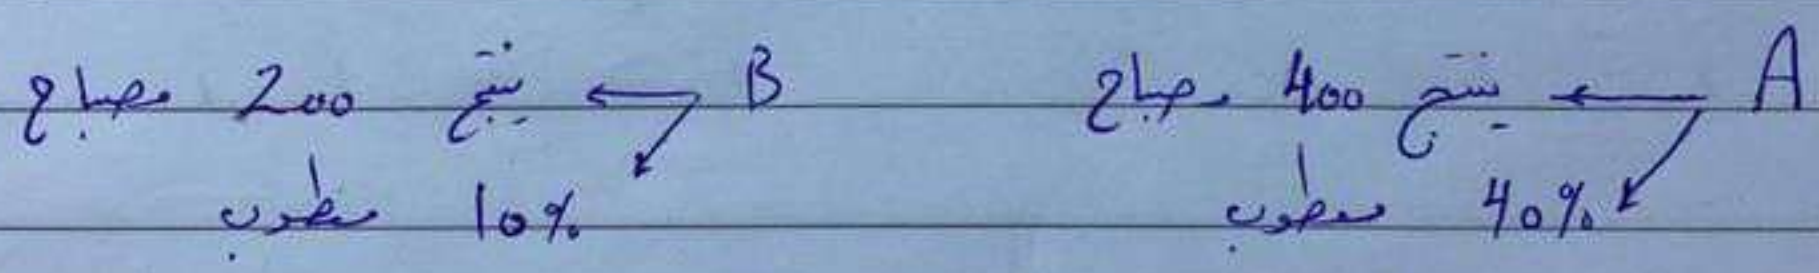 A ← ينتج 400 مصباح B ← ينتج 200 مصباح
40% معطوب 10% معطوب